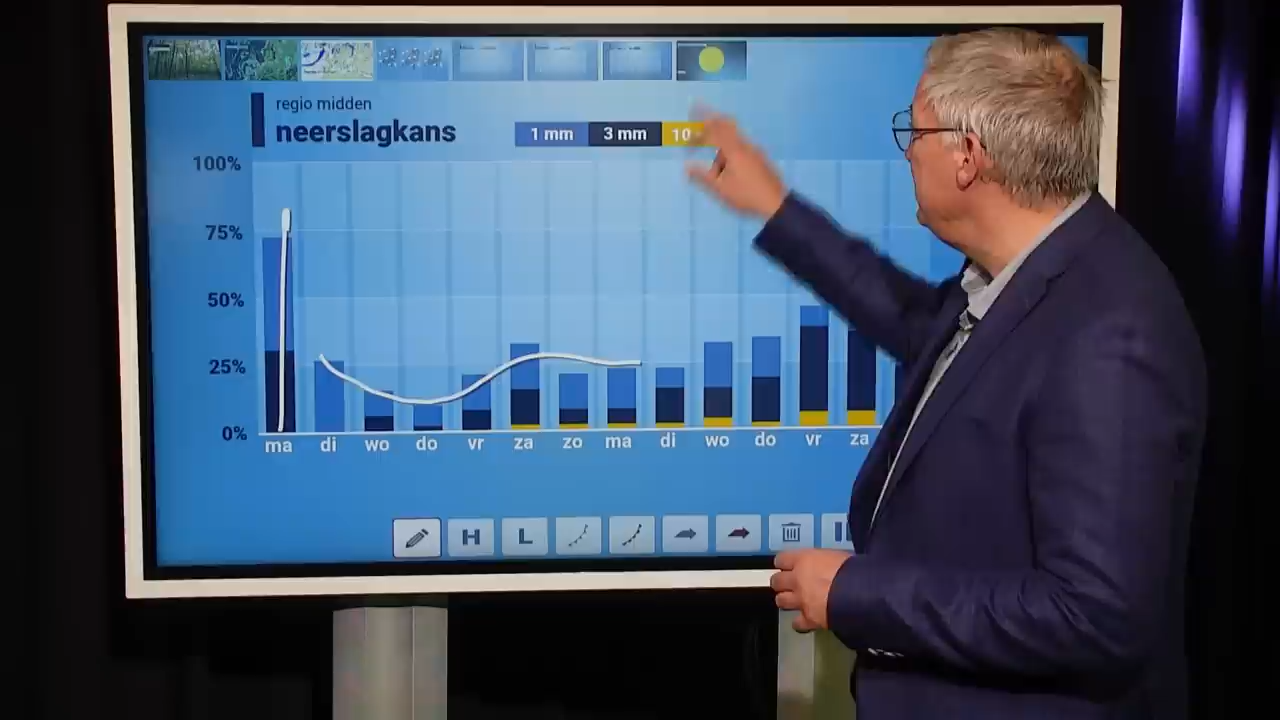 regio midden
neerslagkans
1 mm 3 mm 10
100%
75%
50%
25%
0%
ma di wo do vr za zo ma di wo do vr za
H L